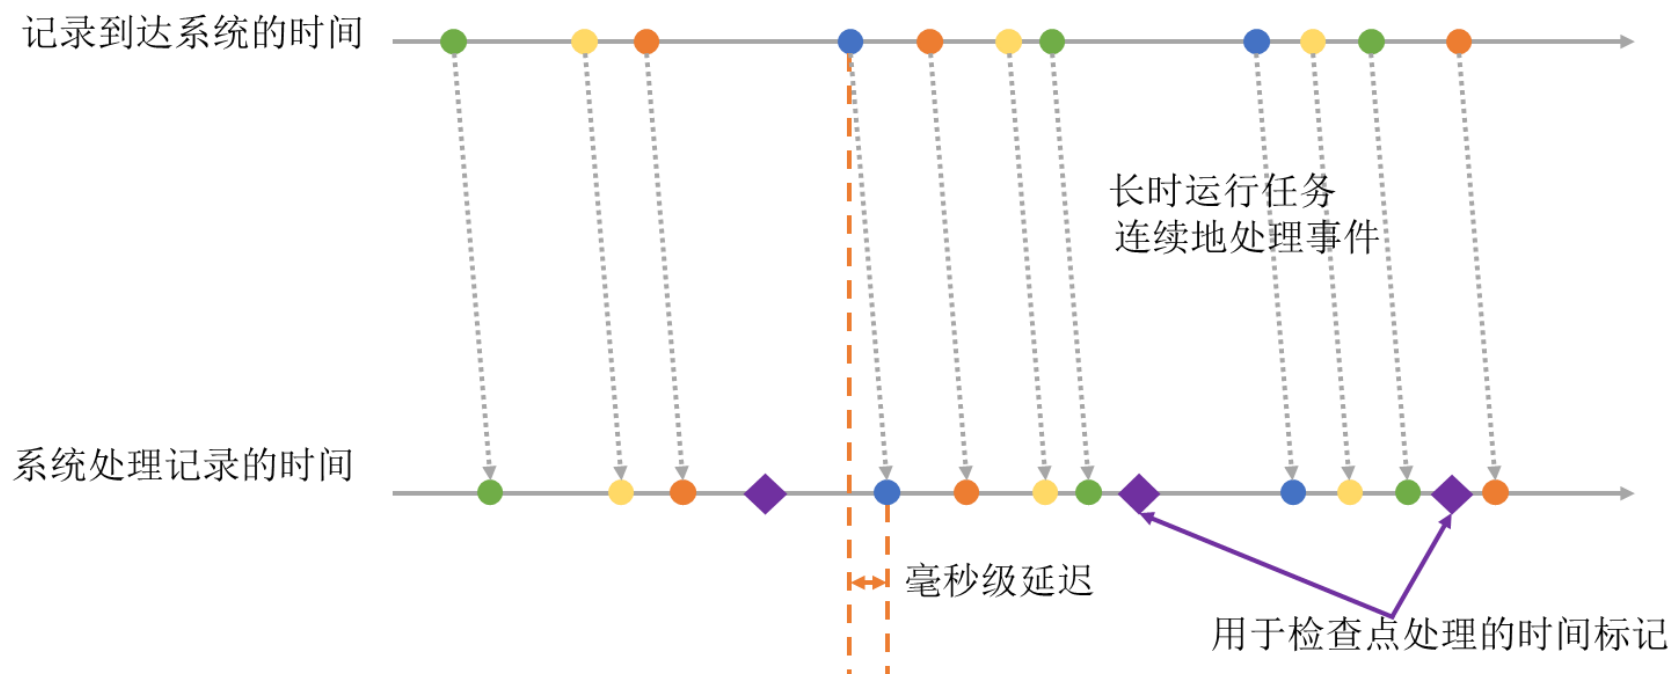 记录到达系统的时间
长时运行任务
连续地处理事件
系统处理记录的时间
毫秒级延迟
用于检查点处理的时间标记